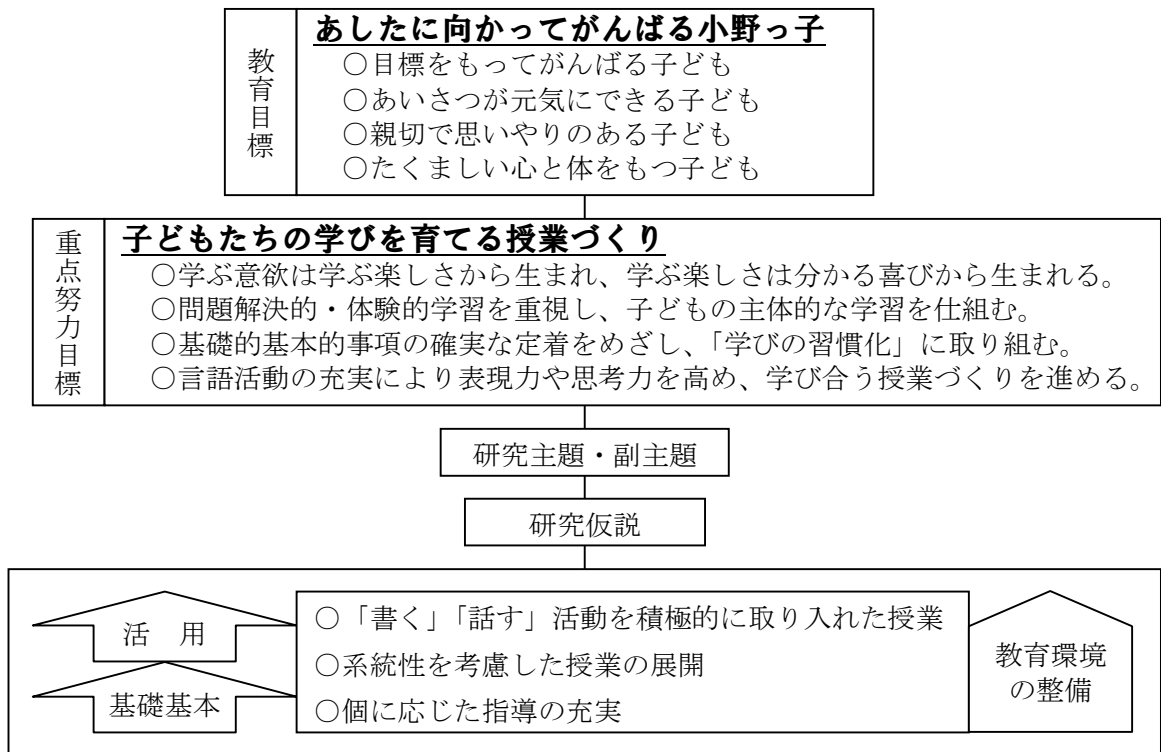 教育目標
あしたに向かってがんばる小野っ子
○目標をもってがんばる子ども
○あいさつが元気にできる子ども
○親切で思いやりのある子ども
○たくましい心と体をもつ子ども
重点努力目標
子どもたちの学びを育てる授業づくり
○学ぶ意欲は学ぶ楽しさから生まれ、学ぶ楽しさは分かる喜びから生まれる。
○問題解決的・体験的学習を重視し、子どもの主体的な学習を仕組む。
○基礎的基本的事項の確実な定着をめざし、「学びの習慣化」に取り組む。
○言語活動の充実により表現力や思考力を高め、学び合う授業づくりを進める。
研究主題・副主題
研究仮説
活　用
基礎基本
○「書く」「話す」活動を積極的に取り入れた授業
○系統性を考慮した授業の展開
○個に応じた指導の充実
教育環境
の整備